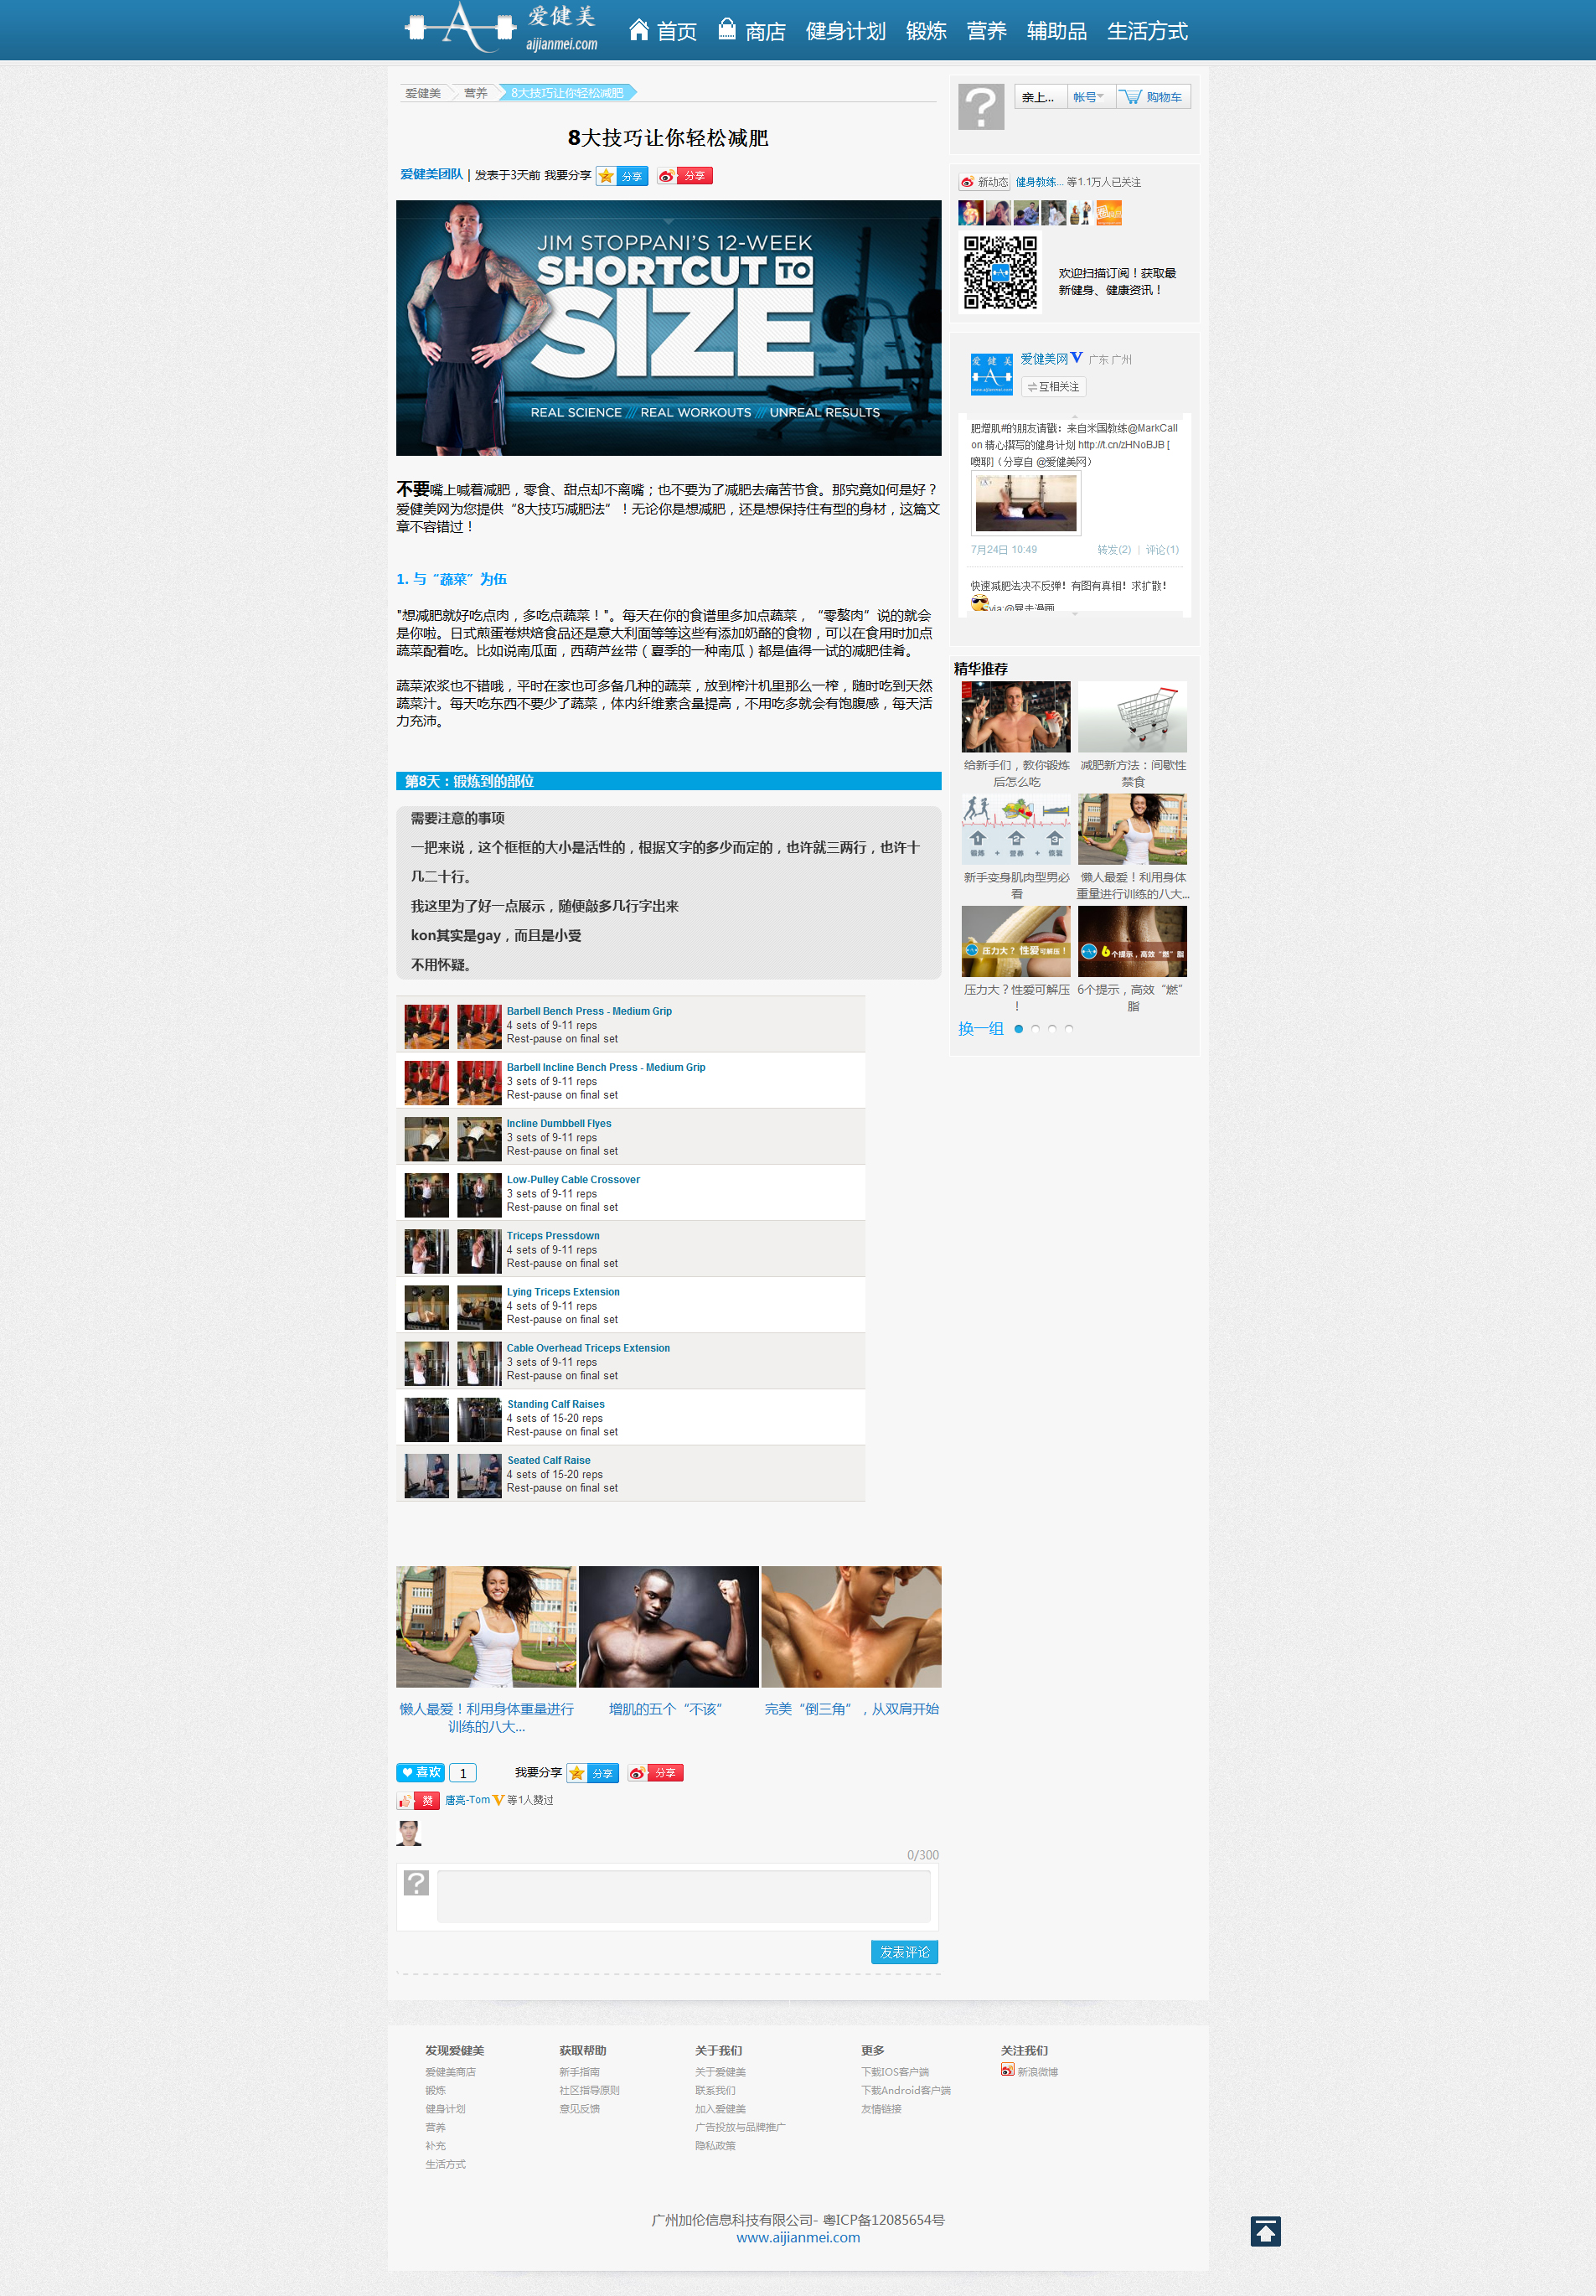 爱健美
aijianmei.com
首页 商店 健身计划 锻炼 营养 辅助品 生活方式
爱健美 营养 8大技巧让你轻松减肥
8大技巧让你轻松减肥
爱健美团队 | 发表于3天前 我要分享 分享 分享
JIM STOPPANI'S 12-WEEK
SHORTCUT TO
SIZE
REAL SCIENCE /// REAL WORKOUTS /// UNREAL RESULTS
不要嘴上喊着减肥，零食、甜点却不离嘴；也不要为了减肥去痛苦节食。那究竟如何是好？
爱健美网为您提供“8大技巧减肥法”！无论你是想减肥，还是想保持住有型的身材，这篇文
章不容错过！
1. 与“蔬菜”为伍
"想减肥就好吃点肉，多吃点蔬菜！"。每天在你的食谱里多加点蔬菜，“零嶅肉”说的就会
是你啦。日式煎蛋卷烘焙食品还是意大利面等等这些有添加奶酪的食物，可以在食用时加点
蔬菜配着吃。比如说南瓜面，西葫芦丝带（夏季的一种南瓜）都是值得一试的减肥佳肴。
蔬菜浓浆也不错哦，平时在家也可多备几种的蔬菜，放到榨汁机里那么一榨，随时吃到天然
蔬菜汁。每天吃东西不要少了蔬菜，体内纤维素含量提高，不用吃多就会有饱腹感，每天活
力充沛。
第8天：锻炼到的部位
需要注意的事项
一把来说，这个框框的大小是活性的，根据文字的多少而定的，也许就三两行，也许十
几二十行。
我这里为了好一点展示，随便敲多几行字出来
kon其实是gay，而且是小受
不用怀疑。
Barbell Bench Press - Medium Grip
4 sets of 9-11 reps
Rest-pause on final set
Barbell Incline Bench Press - Medium Grip
3 sets of 9-11 reps
Rest-pause on final set
Incline Dumbbell Flyes
3 sets of 9-11 reps
Rest-pause on final set
Low-Pulley Cable Crossover
3 sets of 9-11 reps
Rest-pause on final set
Triceps Pressdown
4 sets of 9-11 reps
Rest-pause on final set
Lying Triceps Extension
4 sets of 9-11 reps
Rest-pause on final set
Cable Overhead Triceps Extension
3 sets of 9-11 reps
Rest-pause on final set
Standing Calf Raises
4 sets of 15-20 reps
Rest-pause on final set
Seated Calf Raise
4 sets of 15-20 reps
Rest-pause on final set
懒人最爱！利用身体重量进行
训练的八大...
增肌的五个“不该”
完美“倒三角”，从双肩开始
喜欢 1 我要分享 分享 分享
赞 唐亮-Tom 等1人赞过
0/300
发表评论
亲上... 帐号 购物车
新动态 健身教练... 等1.1万人已关注
欢迎扫描订阅！获取最
新健身、健康资讯！
爱健美
www.aijianmei.com
爱健美网 V 广东 广州
互相关注
肥增肌#的朋友请戳：来自米国教练@MarkCall
on 精心撰写的健身计划 http://t.cn/zHNoBJB [
噢耶]（分享自 @爱健美网）
7月24日 10:49 转发(2) | 评论(1)
快速减肥法决不反弹！有图有真相！求扩散！
via:@暴走漫画
精华推荐
给新手们，教你锻炼
后怎么吃
减肥新方法：间歇性
禁食
1 2 3
锻炼 + 营养 + 恢复
新手变身肌肉型男必
看
懒人最爱！利用身体
重量进行训练的八大...
压力大？性爱可解压！
6个提示，高效“燃”脂
压力大？性爱可解压
！
6个提示，高效“燃”
脂
换一组
发现爱健美
爱健美商店
锻炼
健身计划
营养
补充
生活方式
获取帮助
新手指南
社区指导原则
意见反馈
关于我们
关于爱健美
联系我们
加入爱健美
广告投放与品牌推广
隐私政策
更多
下载IOS客户端
下载Android客户端
友情链接
关注我们
新浪微博
广州加伦信息科技有限公司- 粤ICP备12085654号
www.aijianmei.com